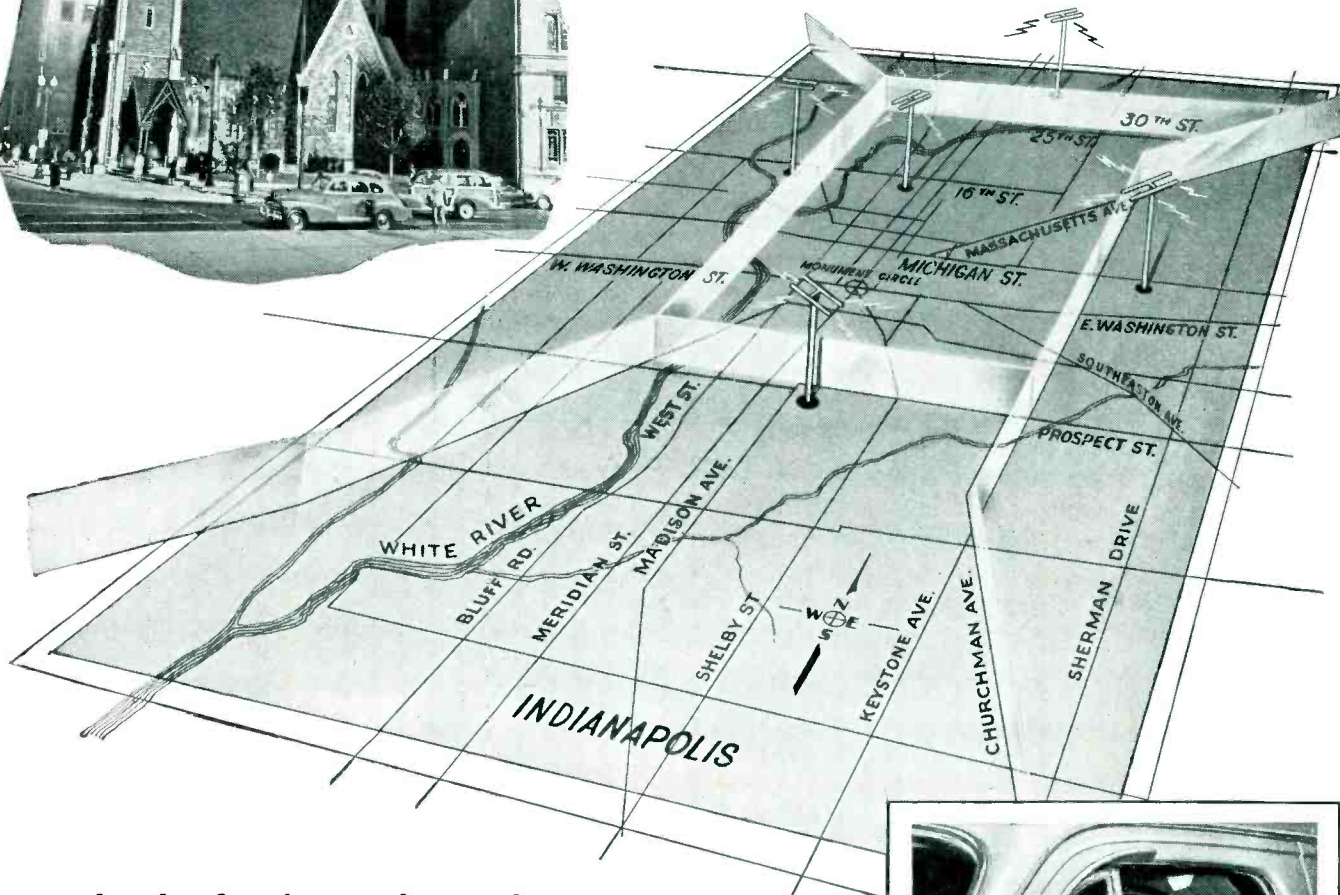 30TH ST.
25TH ST.
16TH ST.
MASSACHUSETTS AVE.
W. WASHINGTON ST.
MONUMENT CIRCLE
MICHIGAN ST.
E. WASHINGTON ST.
SOUTHEASTON AVE.
WEST ST.
PROSPECT ST.
WHITE RIVER
BLUFF RD.
MERIDIAN ST.
MADISON AVE.
SHELBY ST
N
W E
S
KEYSTONE AVE.
CHURCHMAN AVE.
SHERMAN DRIVE
INDIANAPOLIS